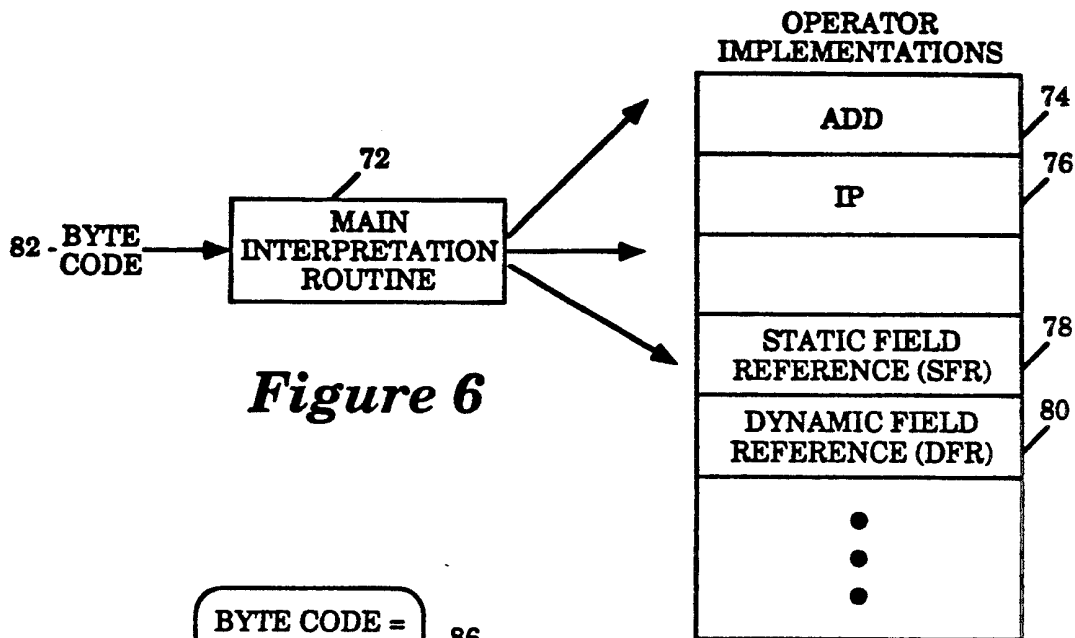 OPERATOR
IMPLEMENTATIONS
ADD
74
IP
76
72
82 - BYTE
CODE
MAIN
INTERPRETATION
ROUTINE
STATIC FIELD
REFERENCE (SFR)
78
DYNAMIC FIELD
REFERENCE (DFR)
80
Figure 6
BYTE CODE =
86